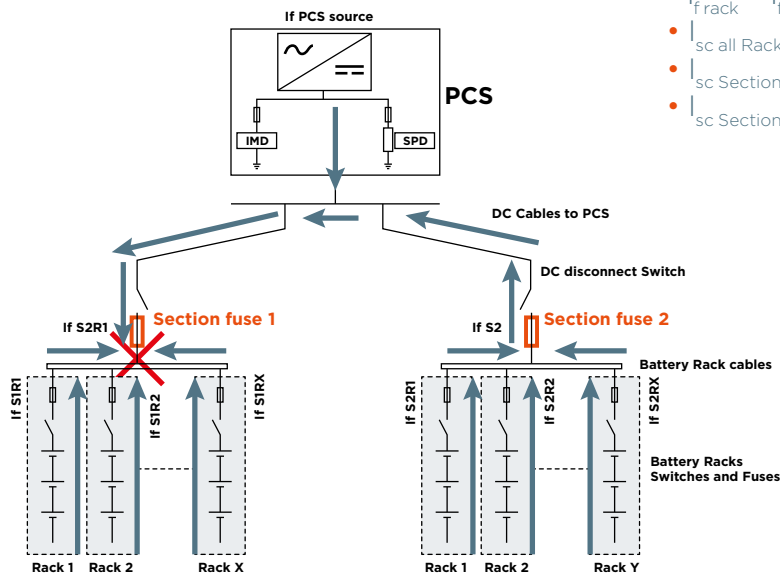 If PCS source
f rack
sc all Rack
sc Section
sc Section
PCS
IMD
SPD
DC Cables to PCS
DC disconnect Switch
Section fuse 1
Section fuse 2
If S2R1
If S2
Battery Rack cables
If S1R1
If S1R2
If S1RX
If S2R1
If S2R2
If S2RX
Battery Racks
Switches and Fuses
Rack 1
Rack 2
Rack X
Rack 1
Rack 2
Rack Y